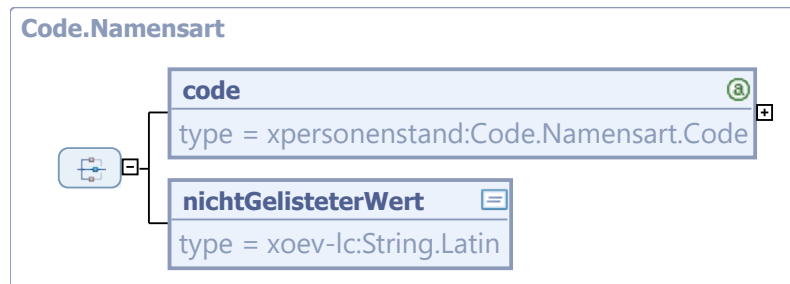 Code.Namensart
code
type = xpersonenstand:Code.Namensart.Code
nichtGelisteterWert
type = xoev-lc:String.Latin